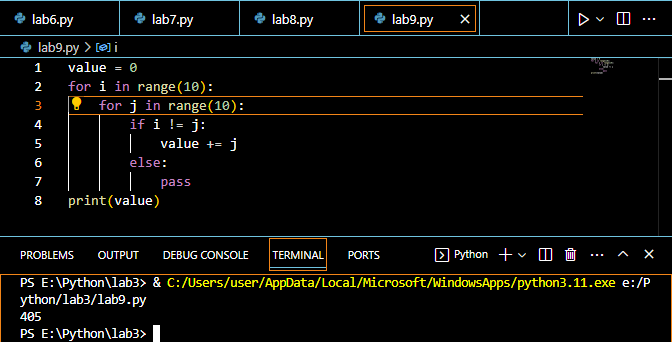 lab6.py lab7.py lab8.py lab9.py
lab9.py > i
1 value = 0
2 for i in range(10):
3     for j in range(10):
4         if i != j:
5             value += j
6         else:
7             pass
8 print(value)
PROBLEMS OUTPUT DEBUG CONSOLE TERMINAL PORTS Python
PS E:\Python\lab3> & C:/Users/user/AppData/Local/Microsoft/WindowsApps/python3.11.exe e:/P
ython/lab3/lab9.py
405
PS E:\Python\lab3>